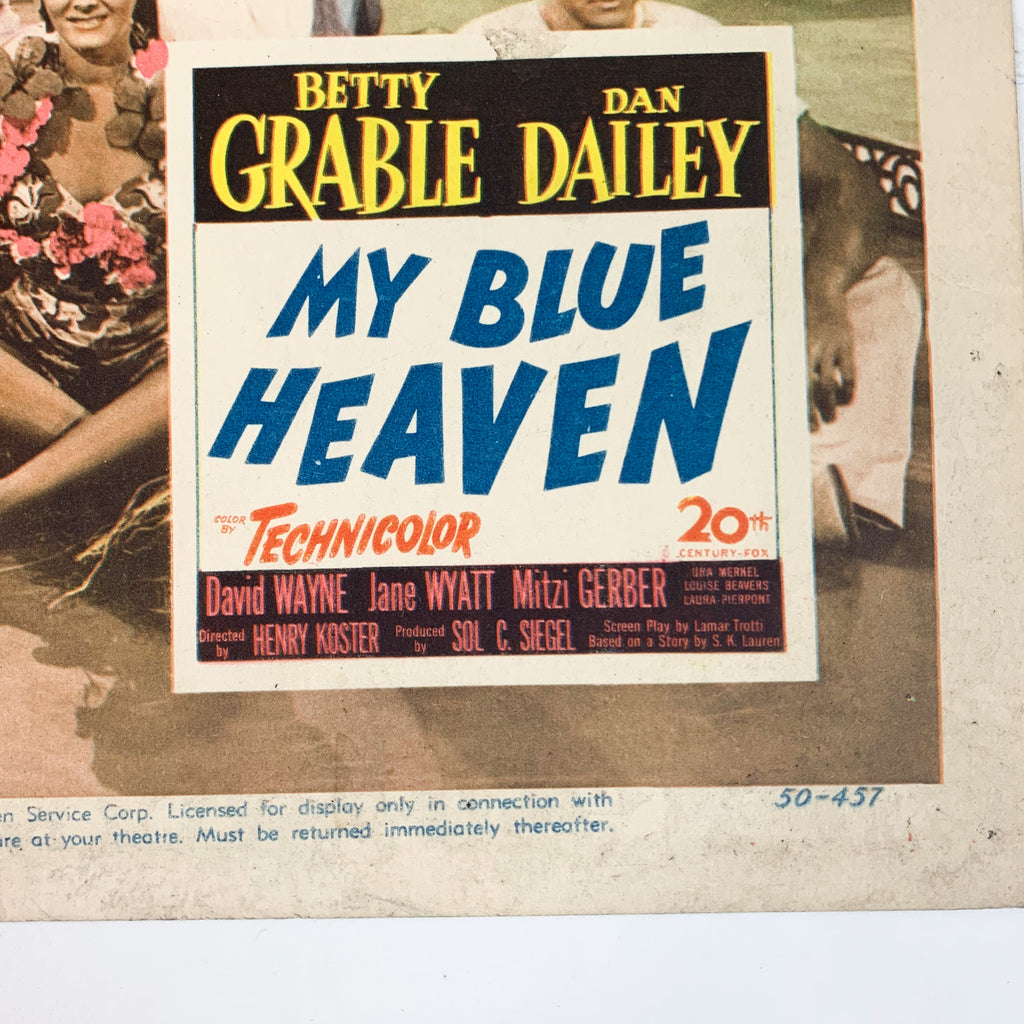 BETTY GRABLE
DAN DAILEY
MY BLUE
HEAVEN
COLOR BY TECHNICOLOR
20th CENTURY-FOX
David WAYNE Jane WYATT Mitzi GERBER
UNA MERKEL
LOUISE BEAVERS
LAURA PIERPONT
Directed by HENRY KOSTER Produced by SOL C. SIEGEL
Screen Play by Lamar Trotti
Based on a Story by S. K. Lauren
en Service Corp. Licensed for display only in connection with
re at your theatre. Must be returned immediately thereafter.
50-457